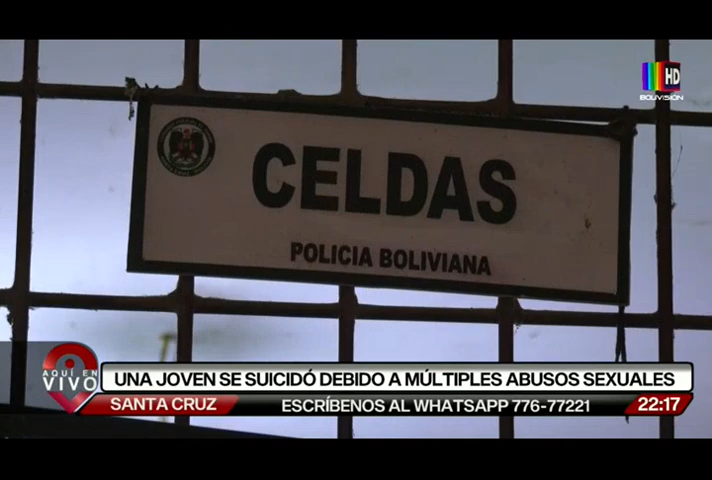 HD
BOLIVISIÓN
CELDAS
POLICIA BOLIVIANA
AQUÍ EN
VIVO
UNA JOVEN SE SUICIDÓ DEBIDO A MÚLTIPLES ABUSOS SEXUALES
SANTA CRUZ
ESCRÍBENOS AL WHATSAPP 776-77221
22:17